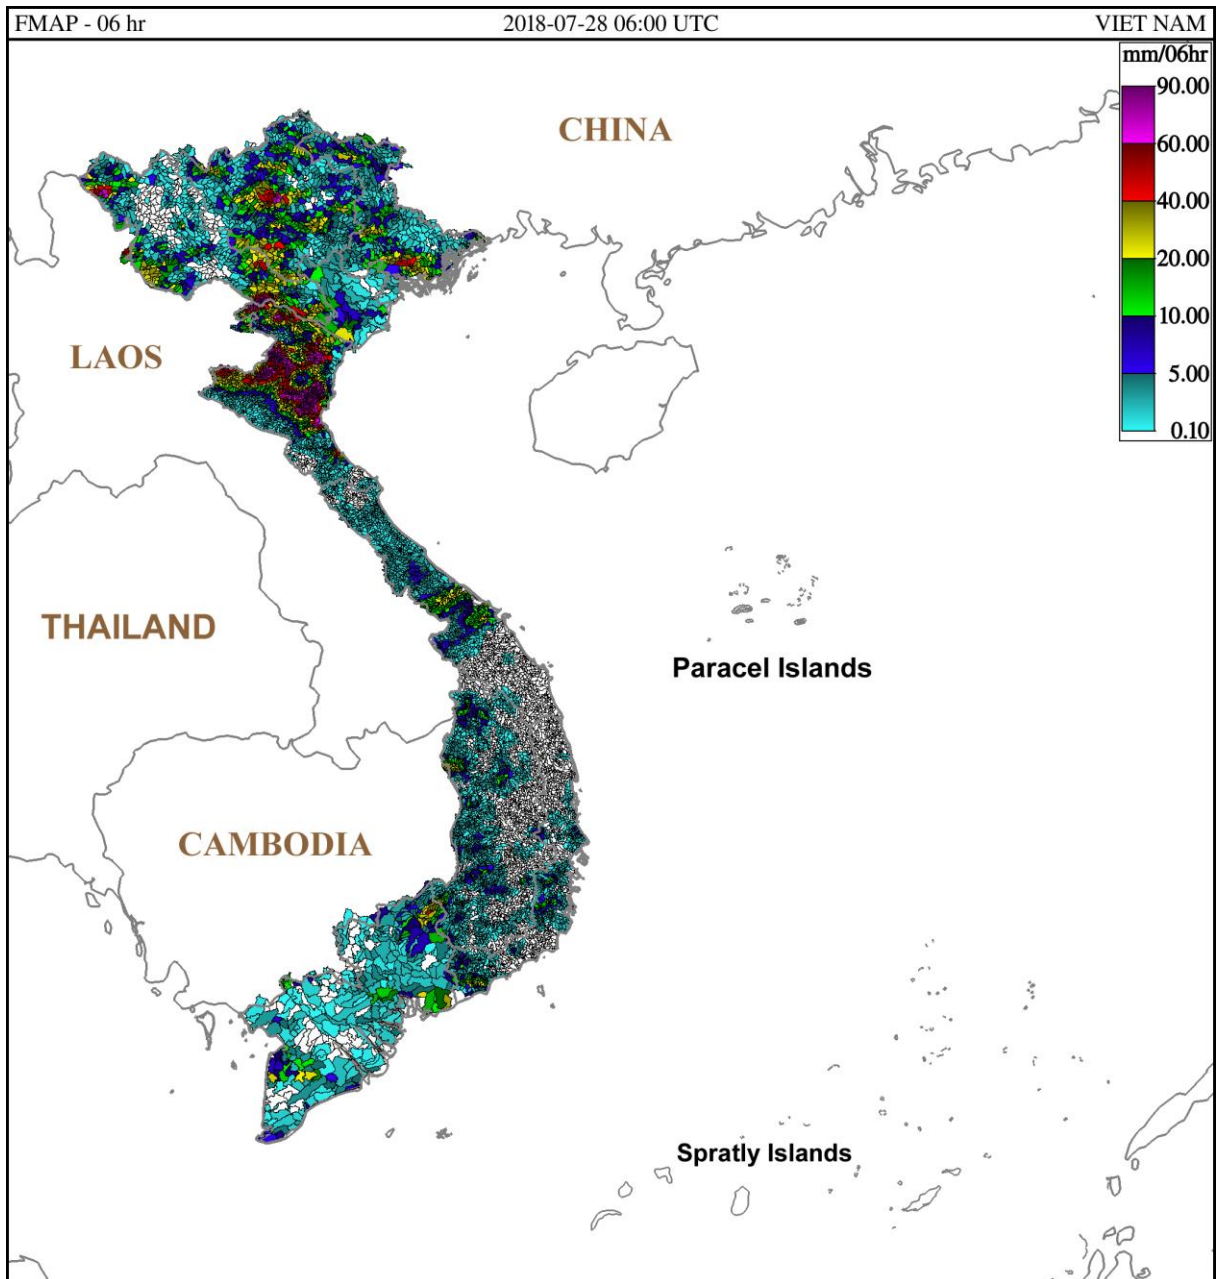 FMAP - 06 hr
2018-07-28 06:00 UTC
VIET NAM
mm/06hr
90.00
60.00
40.00
20.00
10.00
5.00
0.10
CHINA
LAOS
THAILAND
Paracel Islands
CAMBODIA
Spratly Islands